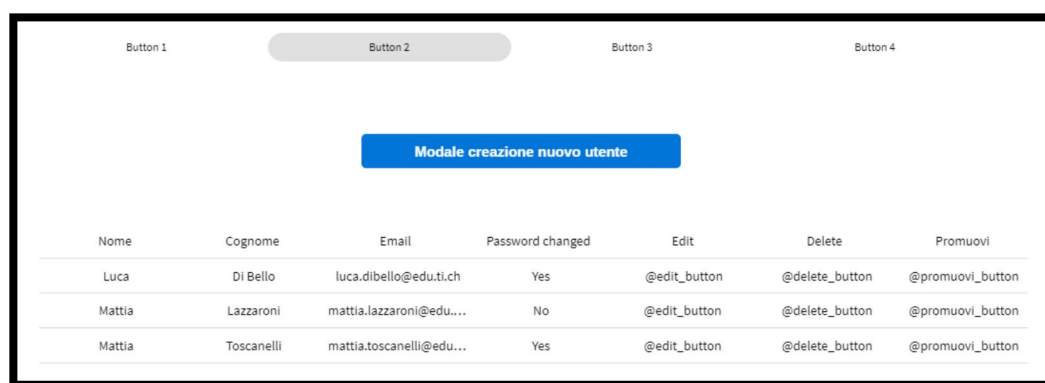 Button 1 Button 2 Button 3 Button 4
Modale creazione nuovo utente
Nome Cognome Email Password changed Edit Delete Promuovi
Luca Di Bello luca.dibello@edu.ti.ch Yes @edit_button @delete_button @promuovi_button
Mattia Lazzaroni mattia.lazzaroni@edu.... No @edit_button @delete_button @promuovi_button
Mattia Toscanelli mattia.toscanelli@edu... Yes @edit_button @delete_button @promuovi_button